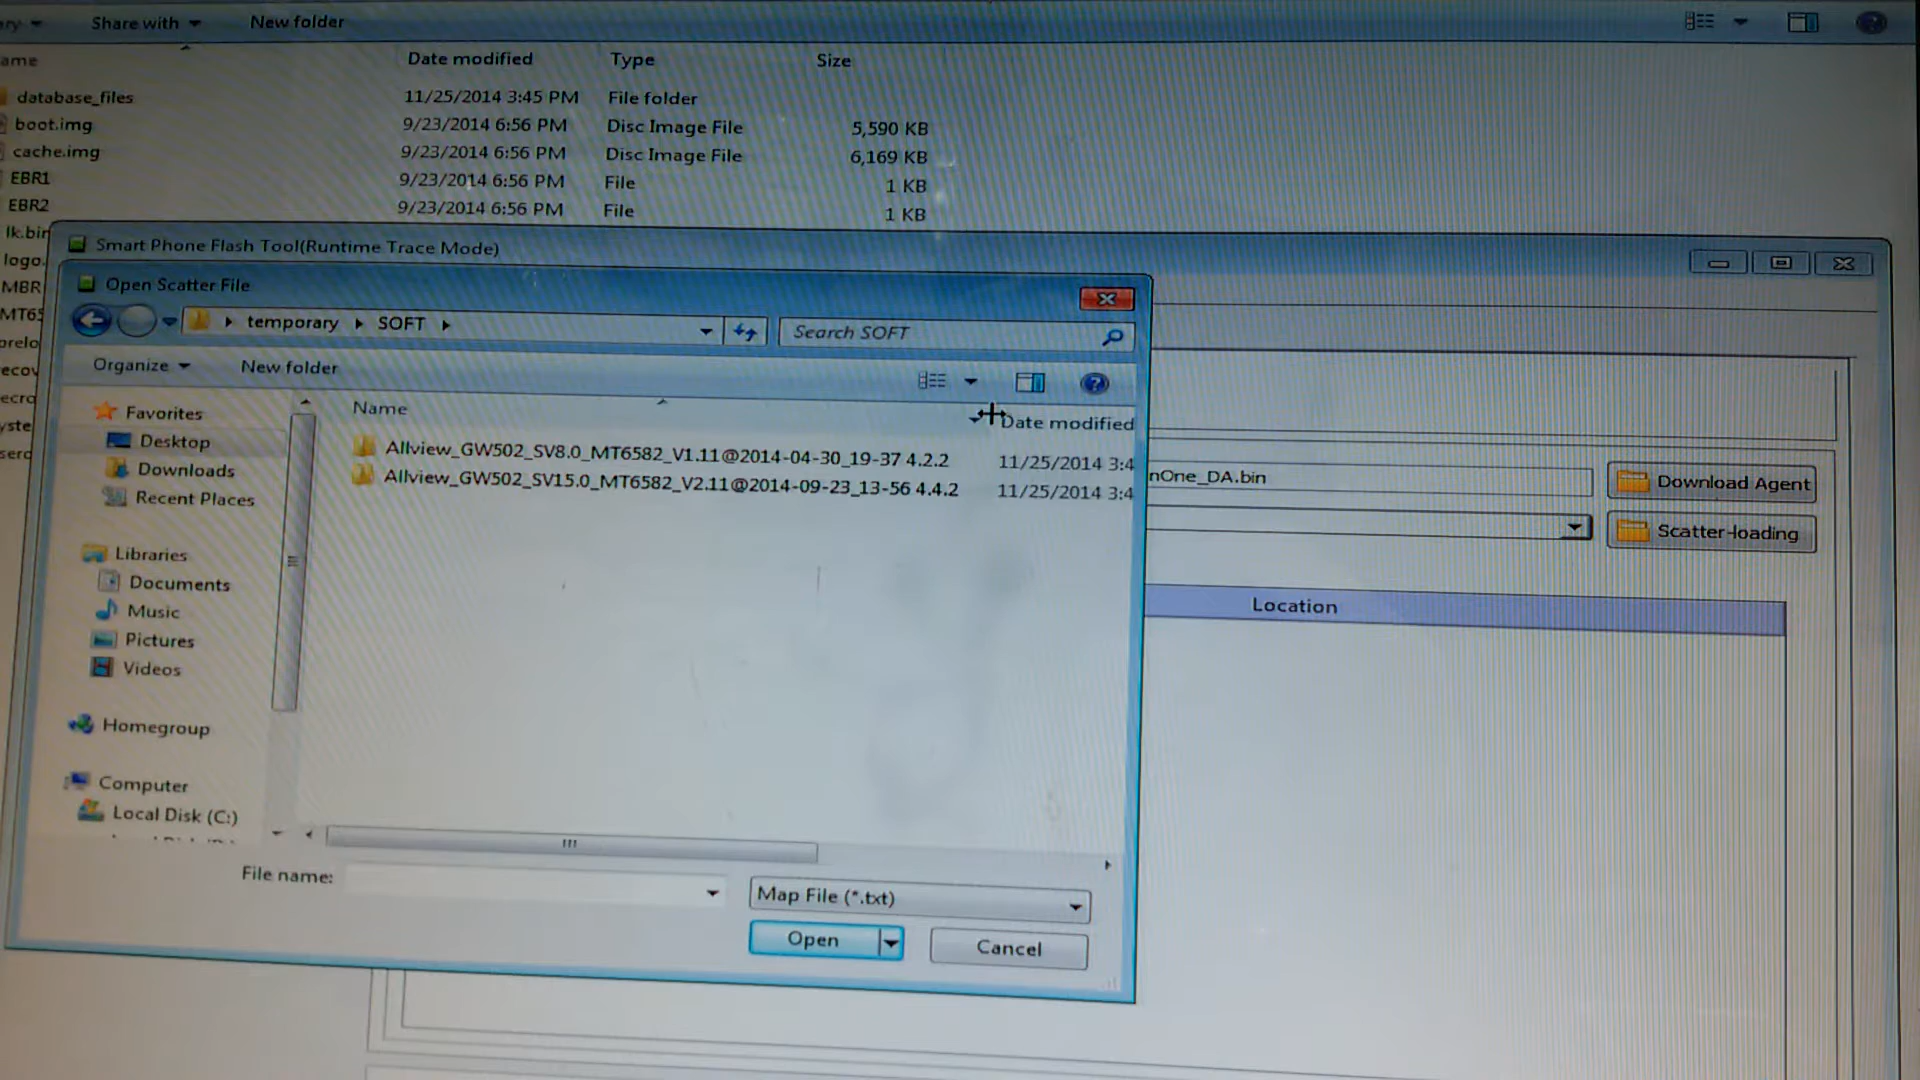 Share with New folder
Date modified Type Size
database_files 11/25/2014 3:45 PM File folder
boot.img 9/23/2014 6:56 PM Disc Image File 5,590 KB
cache.img 9/23/2014 6:56 PM Disc Image File 6,169 KB
EBR1 9/23/2014 6:56 PM File 1 KB
EBR2 9/23/2014 6:56 PM File 1 KB
lk.bin
logo.
MBR
MT65
Smart Phone Flash Tool(Runtime Trace Mode)
Open Scatter File
temporary SOFT Search SOFT
Organize New folder
Name Date modified
Allview_GW502_SV8.0_MT6582_V1.11@2014-04-30_19-37 4.2.2 11/25/2014 3:4
Allview_GW502_SV15.0_MT6582_V2.11@2014-09-23_13-56 4.4.2 11/25/2014 3:4
Favorites
Desktop
Downloads
Recent Places
Libraries
Documents
Music
Pictures
Videos
Homegroup
Computer
Local Disk (C:)
File name: Map File (*.txt)
Open Cancel
nOne_DA.bin Download Agent
Scatter-loading
Location